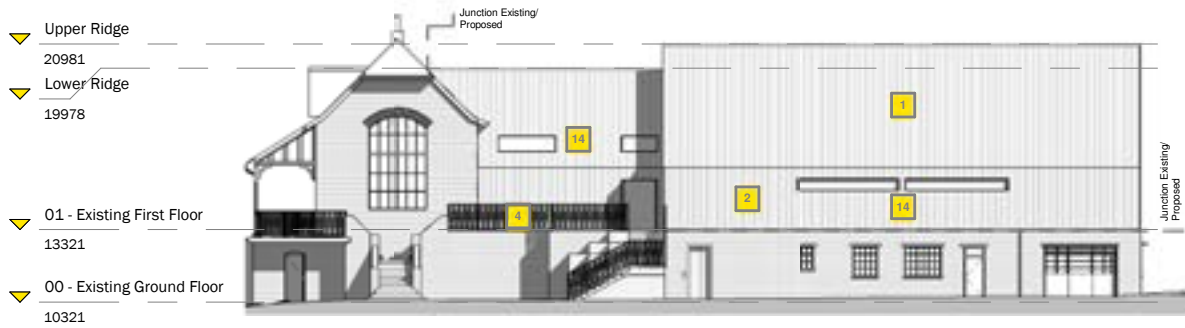 Junction Existing/
Proposed
Upper Ridge
20981
Lower Ridge
19978
1
14
Junction Existing/
Proposed
2
14
01 - Existing First Floor
4
13321
00 - Existing Ground Floor
10321